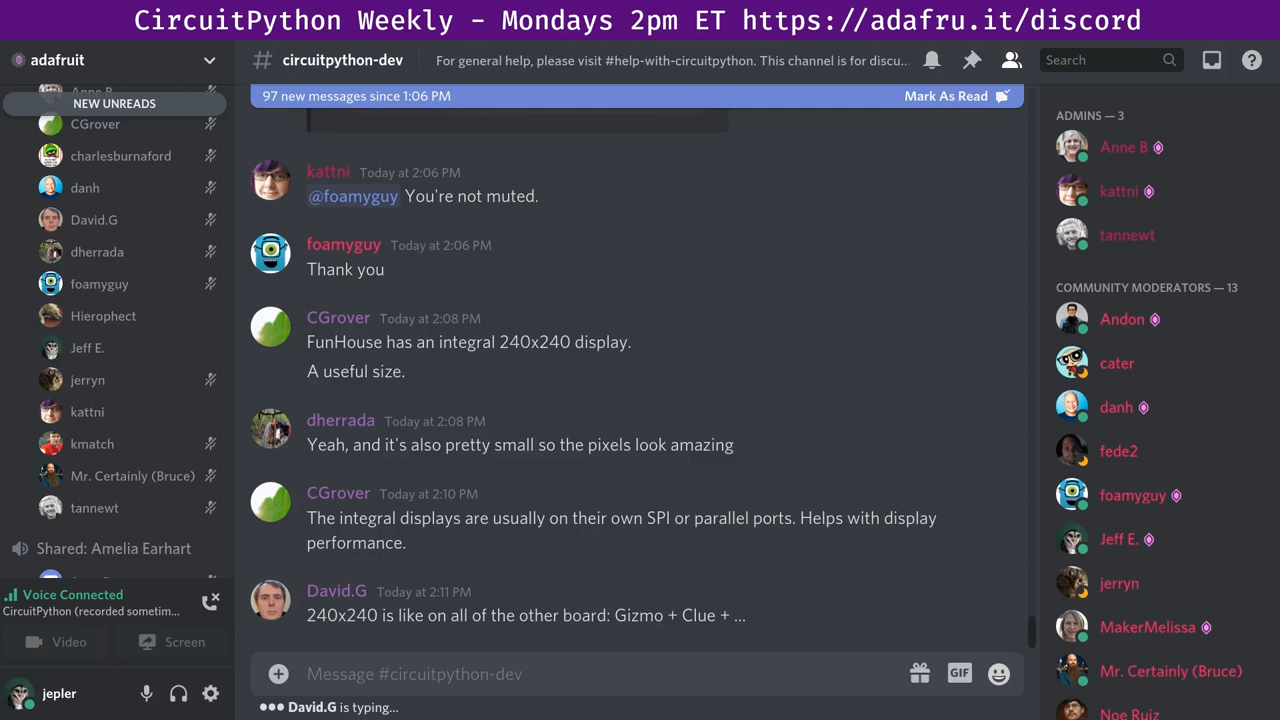 CircuitPython Weekly – Mondays 2pm ET https://adafru.it/discord
adafruit
NEW UNREADS
CGrover
charlesburnaford
danh
David.G
dherrada
foamyguy
Hierophect
Jeff E.
jerryn
kattni
kmatch
Mr. Certainly (Bruce)
tannewt
Shared: Amelia Earhart
Voice Connected
CircuitPython (recorded sometim...
Video
Screen
jepler
# circuitpython-dev
For general help, please visit #help-with-circuitpython. This channel is for discu...
Search
97 new messages since 1:06 PM
Mark As Read
kattni Today at 2:06 PM
@foamyguy You're not muted.
foamyguy Today at 2:06 PM
Thank you
CGrover Today at 2:08 PM
FunHouse has an integral 240x240 display.
A useful size.
dherrada Today at 2:08 PM
Yeah, and it's also pretty small so the pixels look amazing
CGrover Today at 2:10 PM
The integral displays are usually on their own SPI or parallel ports. Helps with display
performance.
David.G Today at 2:11 PM
240x240 is like on all of the other board: Gizmo + Clue + ...
Message #circuitpython-dev
GIF
David.G is typing...
ADMINS — 3
Anne B
kattni
tannewt
COMMUNITY MODERATORS — 13
Andon
cater
danh
fede2
foamyguy
Jeff E.
jerryn
MakerMelissa
Mr. Certainly (Bruce)
Noe Ruiz